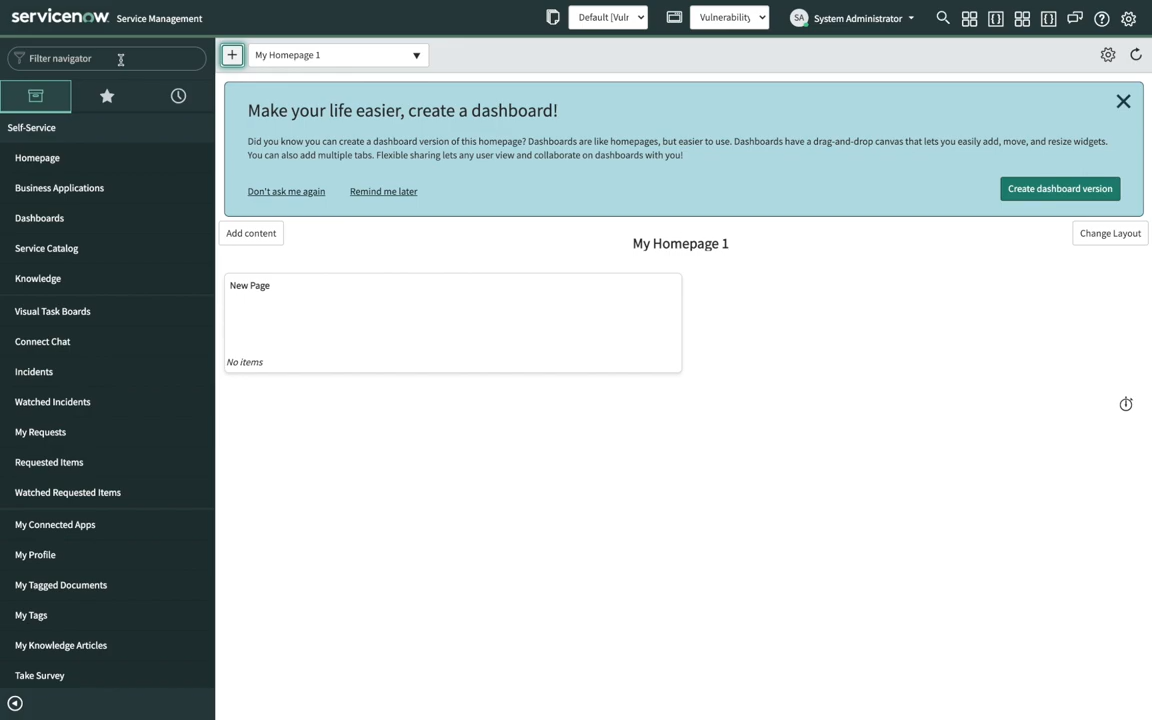 servicenow Service Management
Default [Vulr
Vulnerability
SA System Administrator
Filter navigator
My Homepage 1
Self-Service
Homepage
Business Applications
Dashboards
Service Catalog
Knowledge
Visual Task Boards
Connect Chat
Incidents
Watched Incidents
My Requests
Requested Items
Watched Requested Items
My Connected Apps
My Profile
My Tagged Documents
My Tags
My Knowledge Articles
Take Survey
Make your life easier, create a dashboard!
Did you know you can create a dashboard version of this homepage? Dashboards are like homepages, but easier to use. Dashboards have a drag-and-drop canvas that lets you easily add, move, and resize widgets.
You can also add multiple tabs. Flexible sharing lets any user view and collaborate on dashboards with you!
Don't ask me again Remind me later
Create dashboard version
Add content
My Homepage 1
Change Layout
New Page
No items